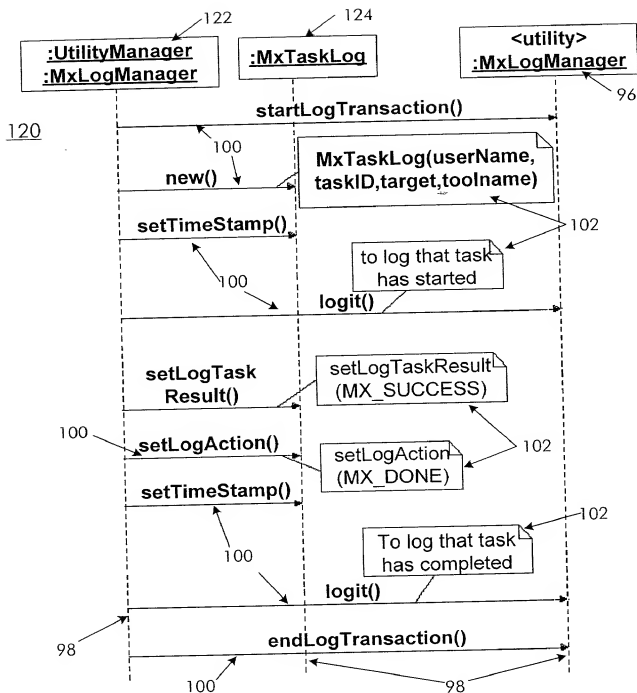 122
124
:UtilityManager
:MxLogManager
:MxTaskLog
<utility>
:MxLogManager
96
120
startLogTransaction()
100
new()
MxTaskLog(userName,
taskID,target,toolname)
setTimeStamp()
102
to log that task
has started
100
logit()
setLogTask
Result()
setLogTaskResult
(MX_SUCCESS)
100
setLogAction()
setLogAction
(MX_DONE)
102
setTimeStamp()
102
To log that task
has completed
100
logit()
98
endLogTransaction()
100
98